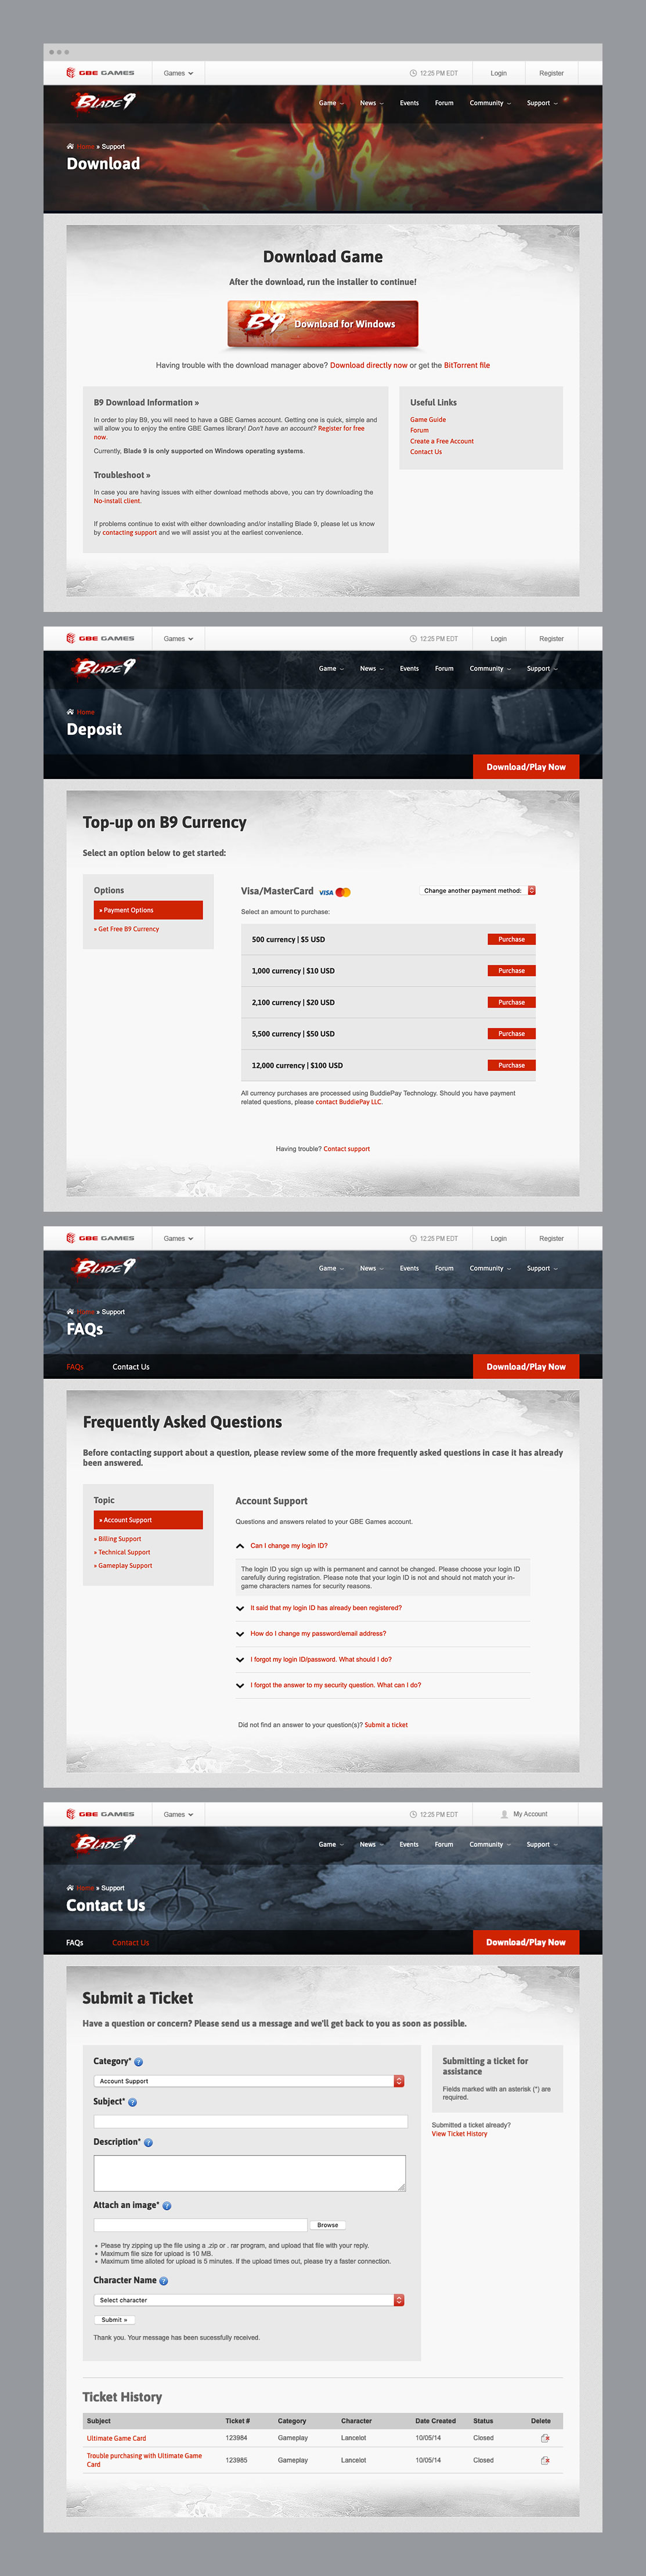 GBE GAMES Games 12:25 PM EDT Login Register
BLADE 9 Game News Events Forum Community Support
Home » Support
Download
Download Game
After the download, run the installer to continue!
B9 Download for Windows
Having trouble with the download manager above? Download directly now or get the BitTorrent file
B9 Download Information »
In order to play B9, you will need to have a GBE Games account. Getting one is quick, simple and
will allow you to enjoy the entire GBE Games library! Don't have an account? Register for free
now.
Currently, Blade 9 is only supported on Windows operating systems.
Troubleshoot »
In case you are having issues with either download methods above, you can try downloading the
No-install client.
If problems continue to exist with either downloading and/or installing Blade 9, please let us know
by contacting support and we will assist you at the earliest convenience.
Useful Links
Game Guide
Forum
Create a Free Account
Contact Us
GBE GAMES Games 12:25 PM EDT Login Register
BLADE 9 Game News Events Forum Community Support
Home
Deposit
Download/Play Now
Top-up on B9 Currency
Select an option below to get started:
Options
» Payment Options
» Get Free B9 Currency
Visa/MasterCard VISA Change another payment method:
Select an amount to purchase:
500 currency | $5 USD Purchase
1,000 currency | $10 USD Purchase
2,100 currency | $20 USD Purchase
5,500 currency | $50 USD Purchase
12,000 currency | $100 USD Purchase
All currency purchases are processed using BuddiePay Technology. Should you have payment
related questions, please contact BuddiePay LLC.
Having trouble? Contact support
GBE GAMES Games 12:25 PM EDT Login Register
BLADE 9 Game News Events Forum Community Support
Home » Support
FAQs
FAQs Contact Us Download/Play Now
Frequently Asked Questions
Before contacting support about a question, please review some of the more frequently asked questions in case it has already
been answered.
Topic
» Account Support
» Billing Support
» Technical Support
» Gameplay Support
Account Support
Questions and answers related to your GBE Games account.
Can I change my login ID?
The login ID you sign up with is permanent and cannot be changed. Please choose your login ID
carefully during registration. Please note that your login ID is not and should not match your in-
game characters names for security reasons.
It said that my login ID has already been registered?
How do I change my password/email address?
I forgot my login ID/password. What should I do?
I forgot the answer to my security question. What can I do?
Did not find an answer to your question(s)? Submit a ticket
GBE GAMES Games 12:25 PM EDT My Account
BLADE 9 Game News Events Forum Community Support
Home » Support
Contact Us
FAQs Contact Us Download/Play Now
Submit a Ticket
Have a question or concern? Please send us a message and we'll get back to you as soon as possible.
Category* ?
Account Support
Subject* ?
Description* ?
Attach an image* ?
Browse
• Please try zipping up the file using a .zip or . rar program, and upload that file with your reply.
• Maximum file size for upload is 10 MB.
• Maximum time alloted for upload is 5 minutes. If the upload times out, please try a faster connection.
Character Name ?
Select character
Submit »
Thank you. Your message has been sucessfully received.
Submitting a ticket for
assistance
Fields marked with an asterisk (*) are
required.
Submitted a ticket already?
View Ticket History
Ticket History
Subject Ticket # Category Character Date Created Status Delete
Ultimate Game Card 123984 Gameplay Lancelot 10/05/14 Closed
Trouble purchasing with Ultimate Game
Card 123985 Gameplay Lancelot 10/05/14 Closed